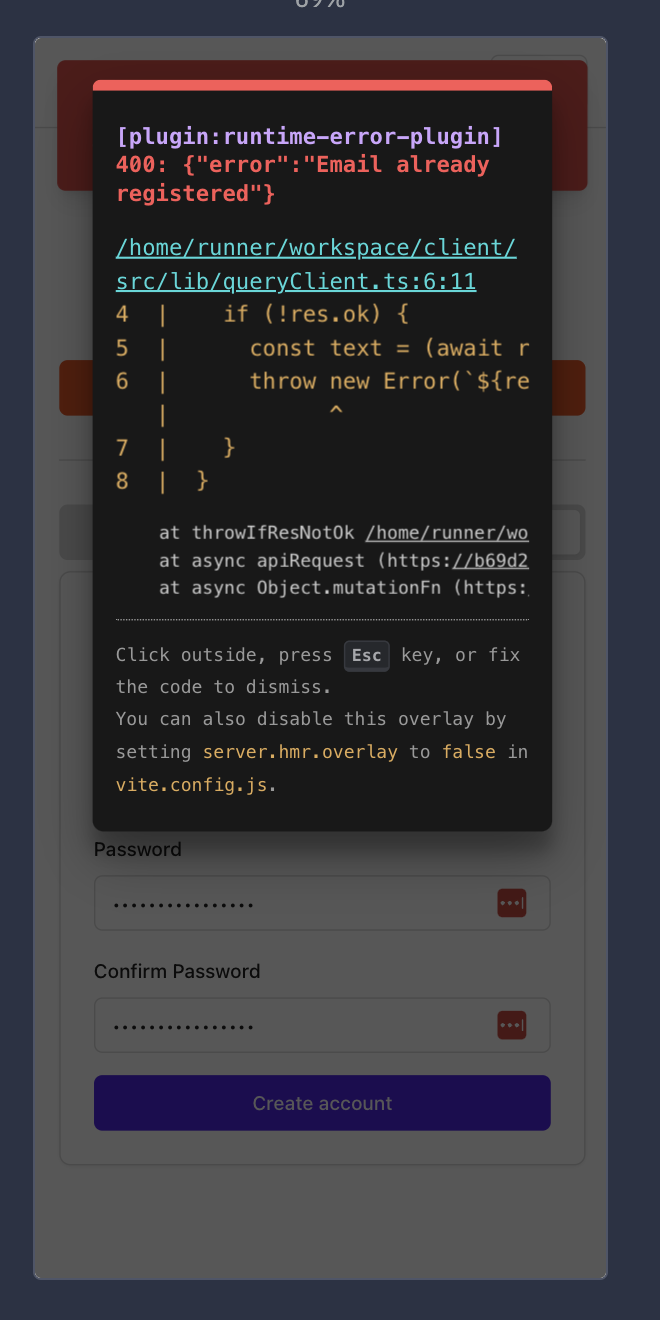 69%
[plugin:runtime-error-plugin]
400: {"error":"Email already
registered"}
/home/runner/workspace/client/
src/lib/queryClient.ts:6:11
4  |    if (!res.ok) {
5  |      const text = (await r
6  |      throw new Error(`${re
   |            ^
7  |    }
8  |  }
at throwIfResNotOk /home/runner/wo
at async apiRequest (https://b69d2
at async Object.mutationFn (https:
Click outside, press Esc key, or fix
the code to dismiss.
You can also disable this overlay by
setting server.hmr.overlay to false in
vite.config.js.
Password
••••••••••••••••
Confirm Password
••••••••••••••••
Create account